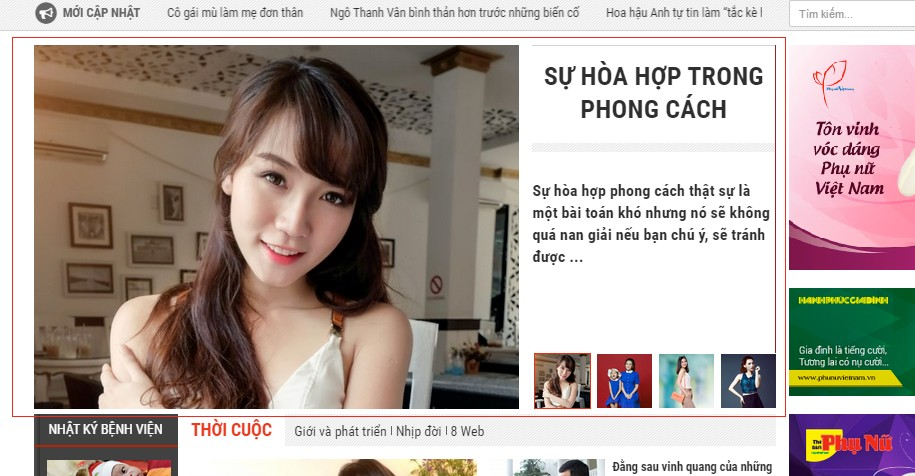 MỚI CẬP NHẬT
Cô gái mù làm mẹ đơn thân
Ngô Thanh Vân bình thản hơn trước những biến cố
Hoa hậu Anh tự tin làm "tắc kè h
Tìm kiếm...
SỰ HÒA HỢP TRONG
PHONG CÁCH
Sự hòa hợp phong cách thật sự là
một bài toán khó nhưng nó sẽ không
quá nan giải nếu bạn chú ý, sẽ tránh
được ...
Tôn vinh
vóc dáng
Phụ nữ
Việt Nam
HẠNH PHÚC GIA ĐÌNH
Gia đình là tiếng cười,
Tương lai có nụ cười...
www.phunuvietnam.vn
NHẬT KÝ BỆNH VIỆN
THỜI CUỘC
Giới và phát triển | Nhịp đời | 8 Web
Đằng sau vinh quang của những
Phụ Nữ